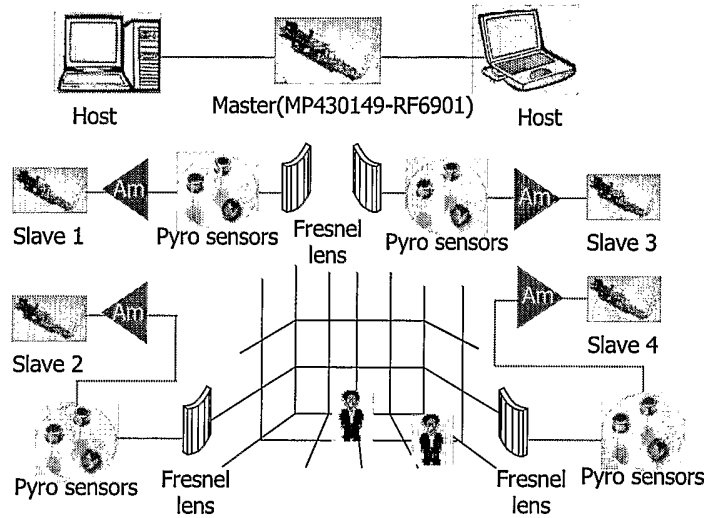 Host
Master(MP430149-RF6901)
Host
Am
Am
Slave 1
Pyro sensors
Fresnel
lens
Pyro sensors
Slave 3
Am
Am
Slave 2
Slave 4
Pyro sensors
Fresnel
lens
Fresnel
lens
Pyro sensors